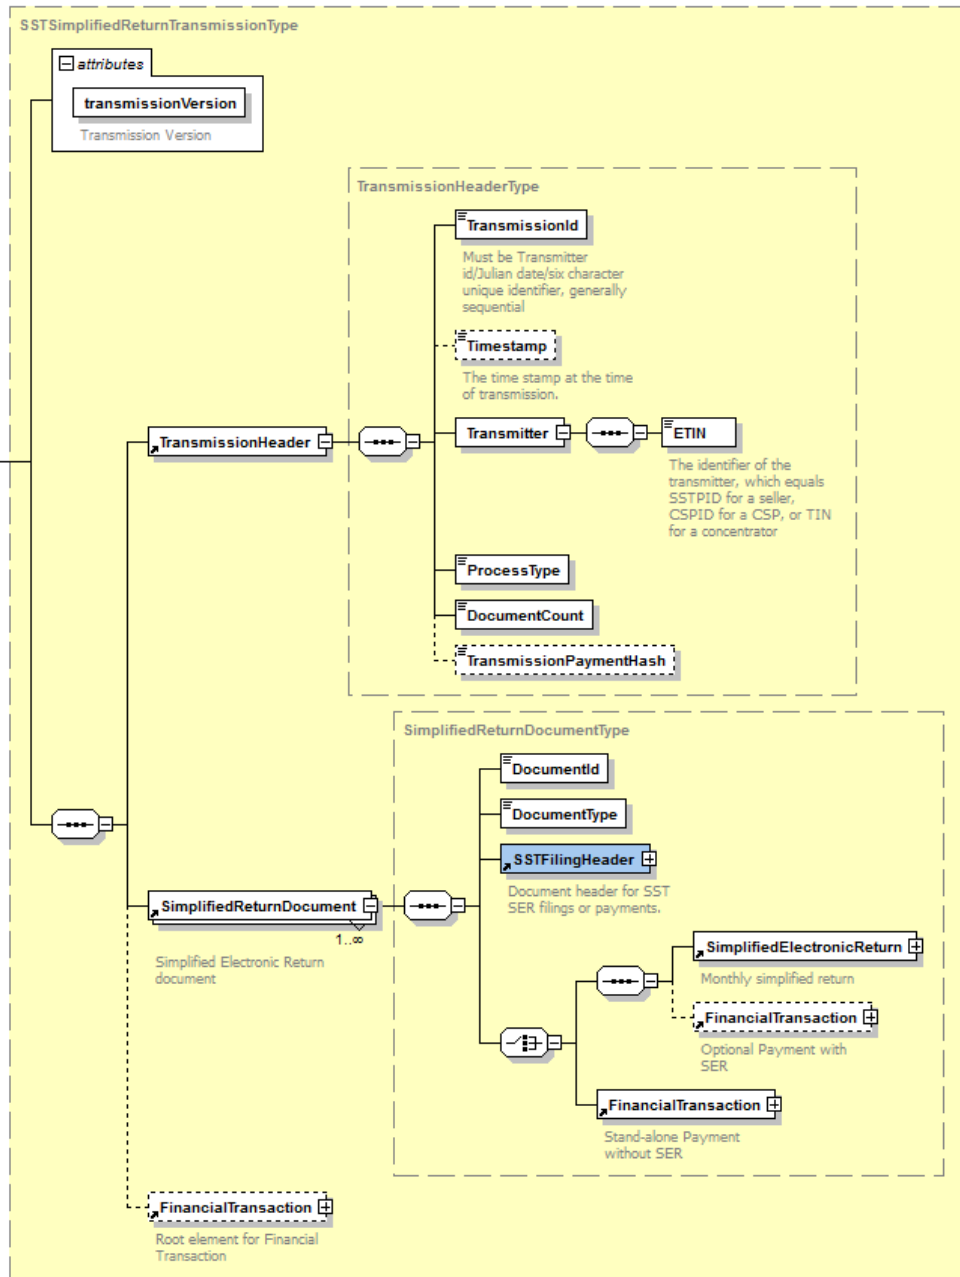 SSTSimplifiedReturnTransmissionType
attributes
transmissionVersion
Transmission Version
TransmissionHeaderType
TransmissionId
Must be Transmitter
id/Julian date/six character
unique identifier, generally
sequential
Timestamp
The time stamp at the time
of transmission.
TransmissionHeader
Transmitter
ETIN
The identifier of the
transmitter, which equals
SSTPID for a seller,
CSPID for a CSP, or TIN
for a concentrator
ProcessType
DocumentCount
TransmissionPaymentHash
SimplifiedReturnDocumentType
DocumentId
DocumentType
SSTFilingHeader
Document header for SST
SER filings or payments.
SimplifiedReturnDocument
1..∞
Simplified Electronic Return
document
SimplifiedElectronicReturn
Monthly simplified return
FinancialTransaction
Optional Payment with
SER
FinancialTransaction
Stand-alone Payment
without SER
FinancialTransaction
Root element for Financial
Transaction